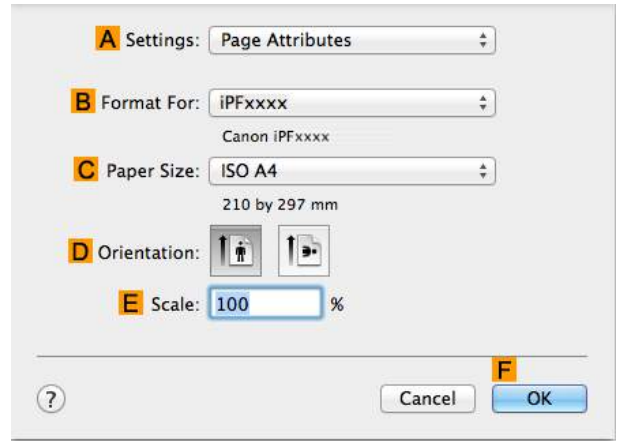 A Settings: Page Attributes
B Format For: iPFxxxx
Canon iPFxxxx
C Paper Size: ISO A4
210 by 297 mm
D Orientation:
E Scale: 100 %
F
? Cancel OK